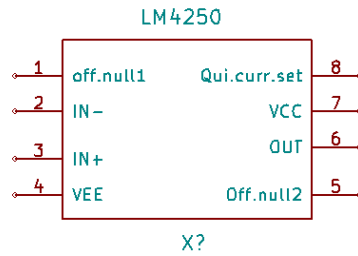 LM4250
1 off.null1 Qui.curr.set 8
2 IN- VCC 7
3 IN+ OUT 6
4 VEE Off.null2 5
X?